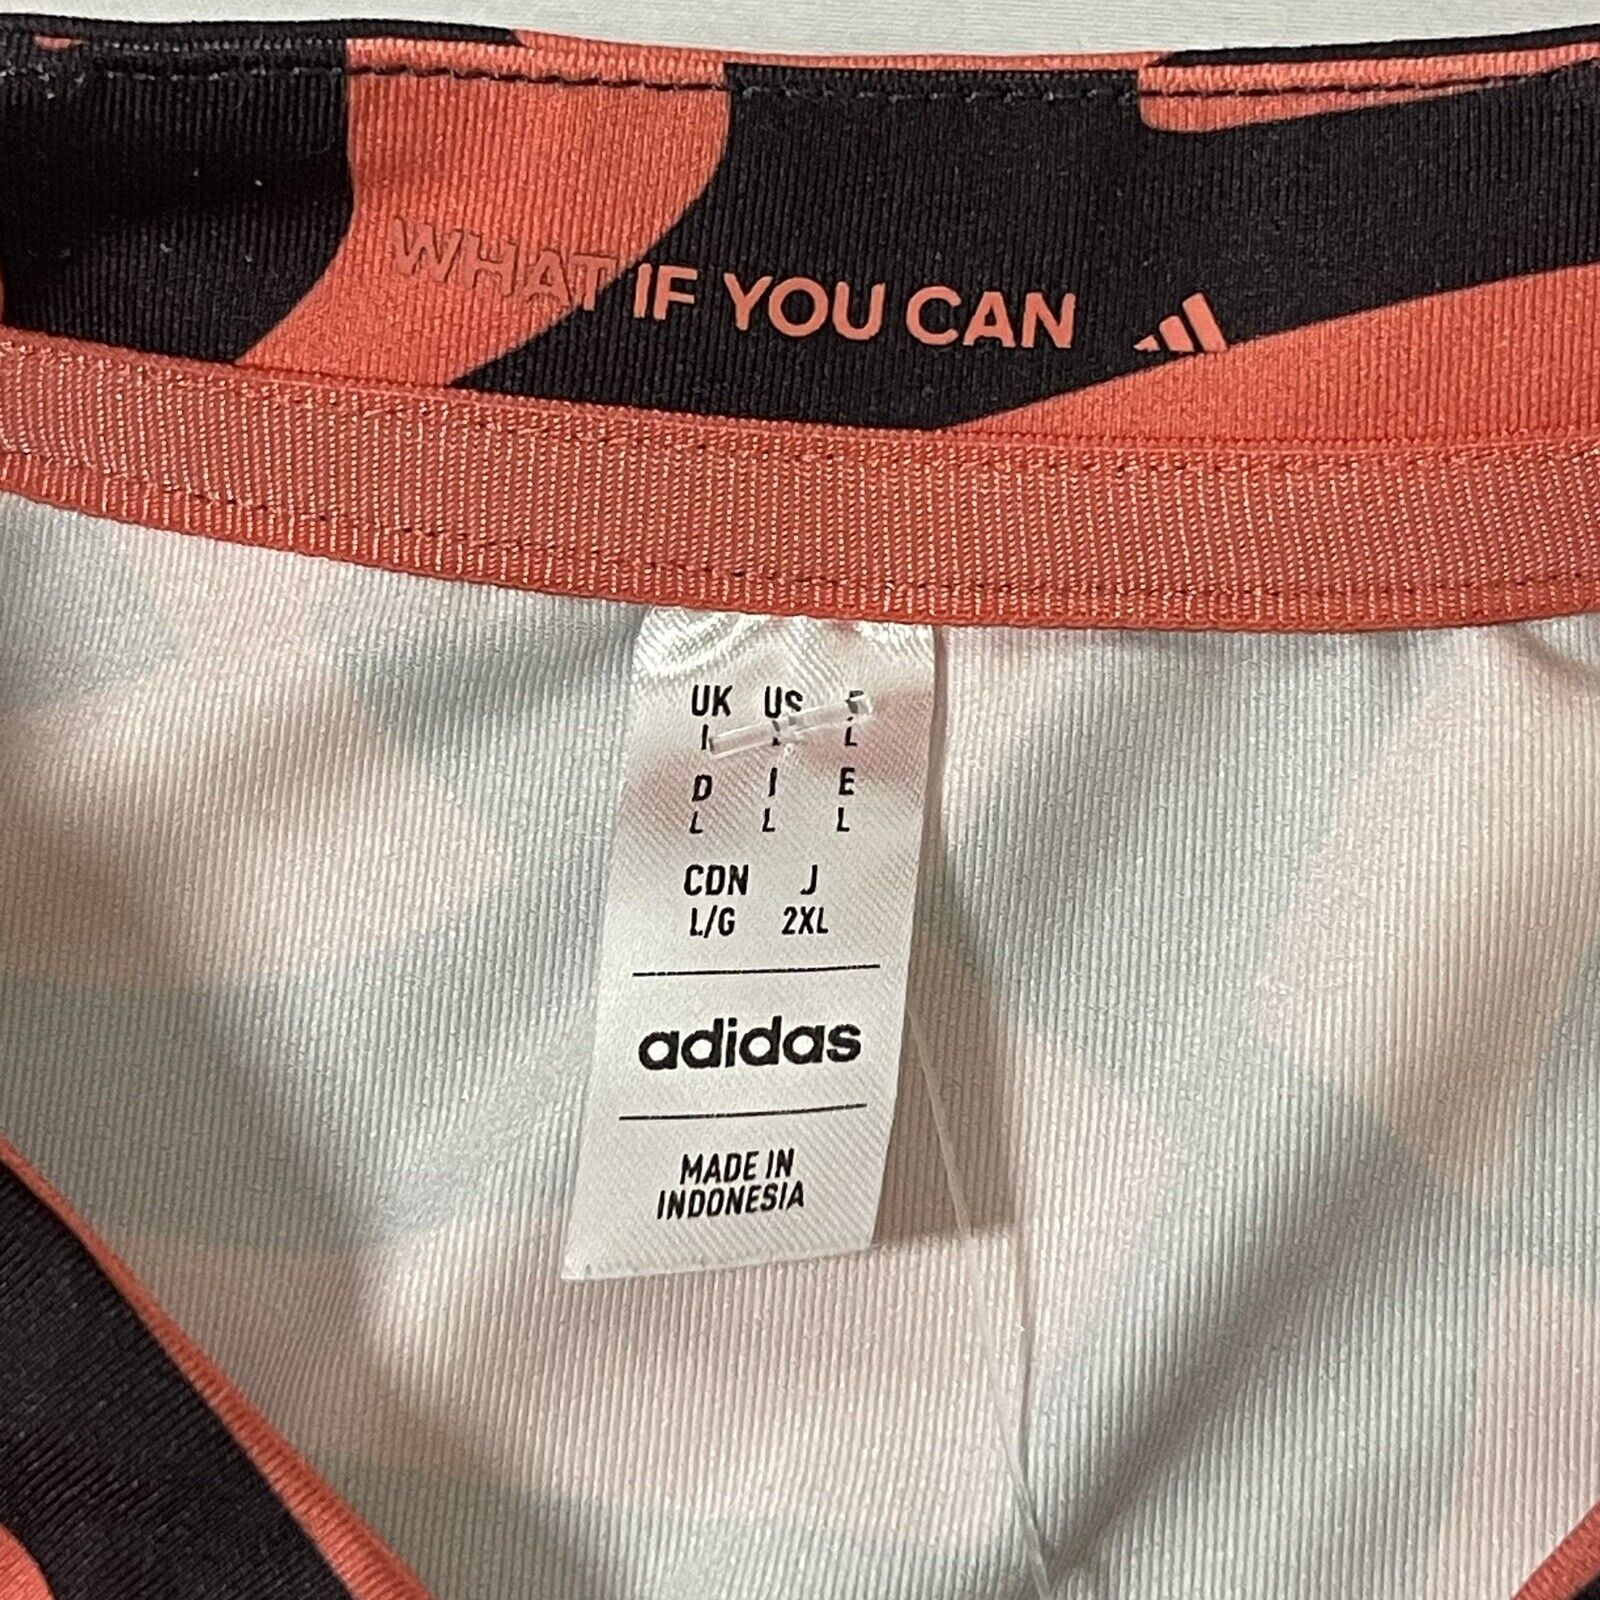 WHAT IF YOU CAN
UK US
L
D I E
L L L
CDN J
L/G 2XL
adidas
MADE IN
INDONESIA